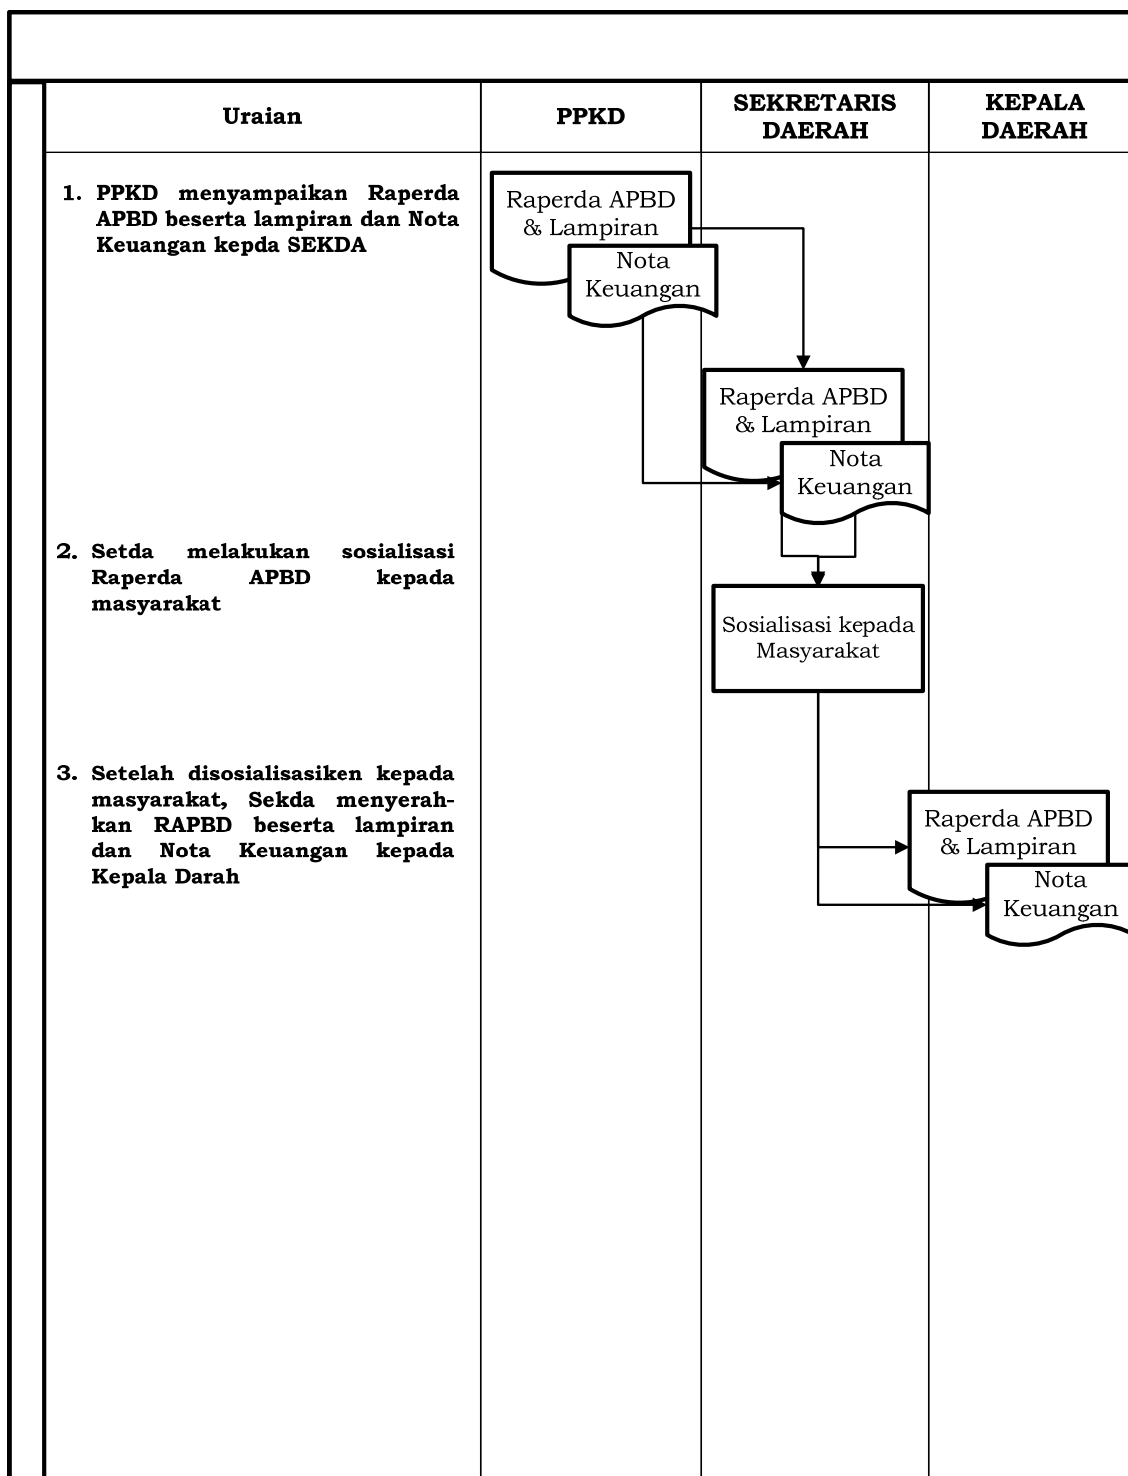 Uraian
PPKD
SEKRETARIS
DAERAH
KEPALA
DAERAH
1. PPKD menyampaikan Raperda
APBD beserta lampiran dan Nota
Keuangan kepda SEKDA
Raperda APBD
& Lampiran
Nota
Keuangan
Raperda APBD
& Lampiran
Nota
Keuangan
2. Setda melakukan sosialisasi
Raperda APBD kepada
masyarakat
Sosialisasi kepada
Masyarakat
3. Setelah disosialisasiken kepada
masyarakat, Sekda menyerah-
kan RAPBD beserta lampiran
dan Nota Keuangan kepada
Kepala Darah
Raperda APBD
& Lampiran
Nota
Keuangan